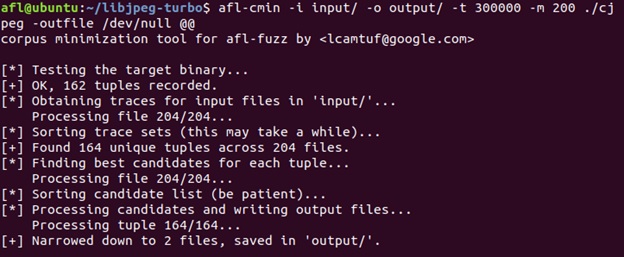 afl@ubuntu:~/libjpeg-turbo$ afl-cmin -i input/ -o output/ -t 300000 -m 200 ./cj
peg -outfile /dev/null @@
corpus minimization tool for afl-fuzz by <lcamtuf@google.com>

[*] Testing the target binary...
[+] OK, 162 tuples recorded.
[*] Obtaining traces for input files in 'input/'...
    Processing file 204/204...
[*] Sorting trace sets (this may take a while)...
[+] Found 164 unique tuples across 204 files.
[*] Finding best candidates for each tuple...
    Processing file 204/204...
[*] Sorting candidate list (be patient)...
[*] Processing candidates and writing output files...
    Processing tuple 164/164...
[+] Narrowed down to 2 files, saved in 'output/'.